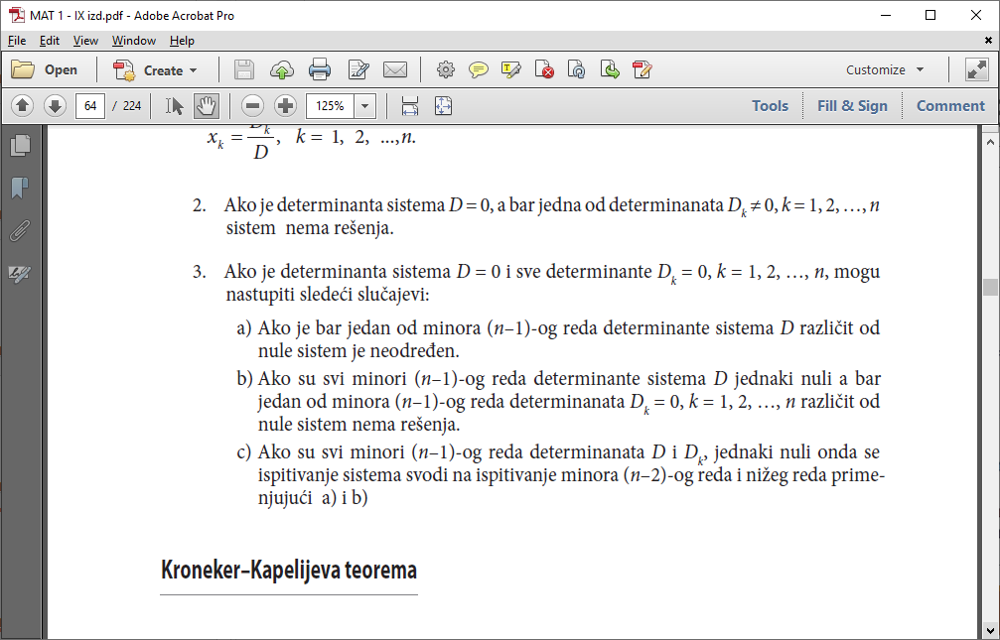 MAT 1 - IX izd.pdf - Adobe Acrobat Pro
File Edit View Window Help
Open Create Customize
64 / 224 125% Tools Fill & Sign Comment
x_k = D_k / D, k = 1, 2, ...,n.
2. Ako je determinanta sistema D = 0, a bar jedna od determinanata D_k ≠ 0, k = 1, 2, …, n
sistem nema rešenja.
3. Ako je determinanta sistema D = 0 i sve determinante D_k = 0, k = 1, 2, …, n, mogu
nastupiti sledeći slučajevi:
a) Ako je bar jedan od minora (n–1)-og reda determinante sistema D različit od
nule sistem je neodređen.
b) Ako su svi minori (n–1)-og reda determinante sistema D jednaki nuli a bar
jedan od minora (n–1)-og reda determinanata D_k = 0, k = 1, 2, …, n različit od
nule sistem nema rešenja.
c) Ako su svi minori (n–1)-og reda determinanata D i D_k, jednaki nuli onda se
ispitivanje sistema svodi na ispitivanje minora (n–2)-og reda i nižeg reda prime-
njujući a) i b)
Kroneker–Kapelijeva teorema